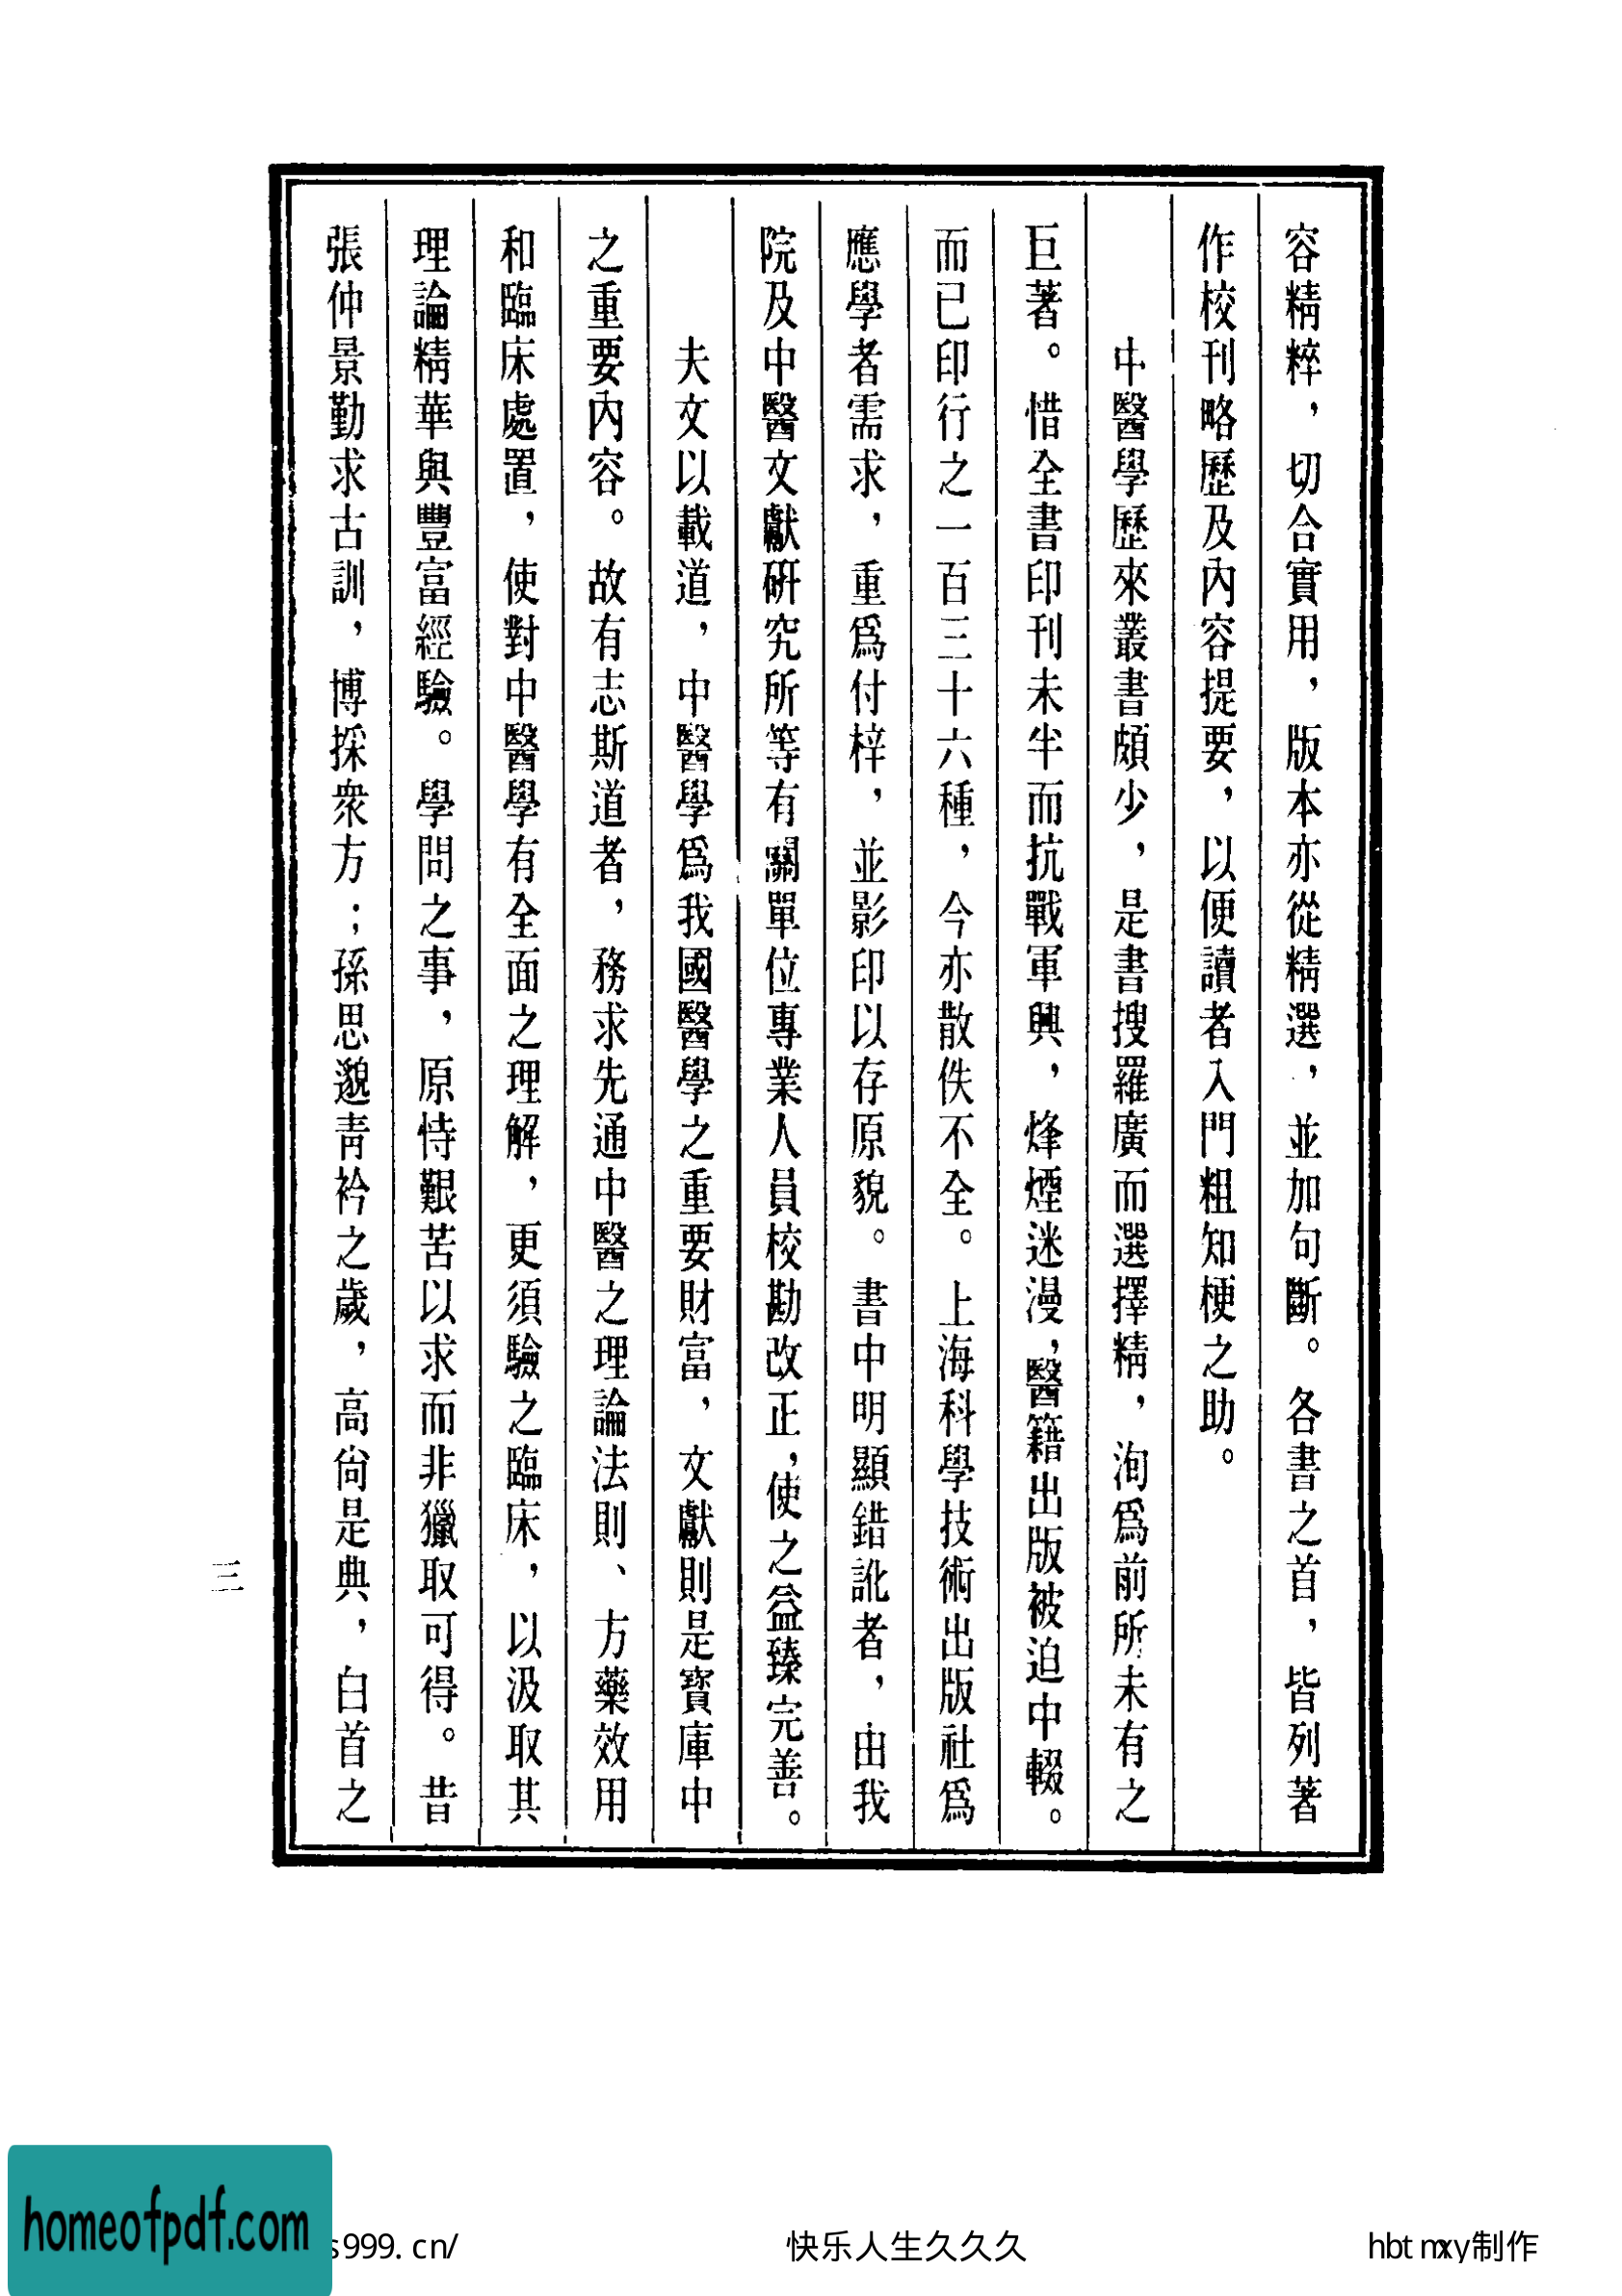 容精粹，切合實用，版本亦從精選，並加句斷。各書之首，皆列著
作校刊略歷及內容提要，以便讀者入門粗知梗之助。
中醫學歷來叢書頗少，是書搜羅廣而選擇精，洵爲前所未有之
巨著。惜全書印刊未半而抗戰軍興，烽煙迷漫，醫籍出版被迫中輟。
而已印行之一百三十六種，今亦散佚不全。上海科學技術出版社爲
應學者需求，重爲付梓，並影印以存原貌。書中明顯錯訛者，由我
院及中醫文獻研究所等有關單位專業人員校勘改正，使之益臻完善。
夫文以載道，中醫學爲我國醫學之重要財富，文獻則是寶庫中
之重要內容。故有志斯道者，務求先通中醫之理論法則、方藥效用
和臨床處置，使對中醫學有全面之理解，更須驗之臨床，以汲取其
理論精華與豐富經驗。學問之事，原恃艱苦以求而非獵取可得。昔
張仲景勤求古訓，博採衆方；孫思邈青衿之歲，高尙是典，白首之
三
homeofpdf.com
s999.cn/
快乐人生久久久
hbtmxy制作